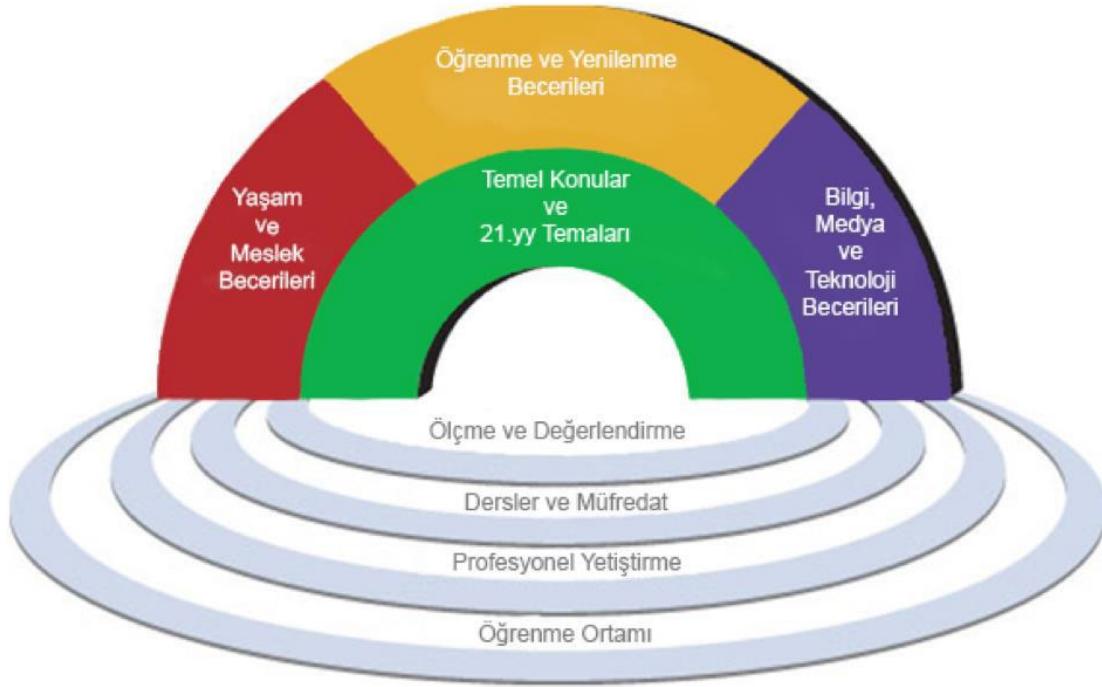 Öğrenme ve Yenilenme
Becerileri
Yaşam
ve
Meslek
Becerileri
Temel Konular
ve
21.yy Temaları
Bilgi,
Medya
ve
Teknoloji
Becerileri
Ölçme ve Değerlendirme
Dersler ve Müfredat
Profesyonel Yetiştirme
Öğrenme Ortamı